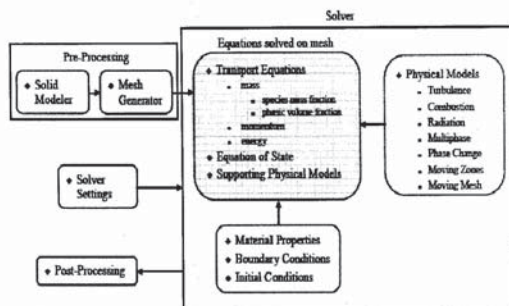 Solver
Equations solved on mesh
Pre-Processing
Solid
Modeler
Mesh
Generator
Transport Equations
mass
species mass fraction
phasic volume fraction
momentum
energy
Equation of State
Supporting Physical Models
Physical Models
Turbulence
Combustion
Radiation
Multiphase
Phase Change
Moving Zones
Moving Mesh
Solver
Settings
Material Properties
Boundary Conditions
Initial Conditions
Post-Processing